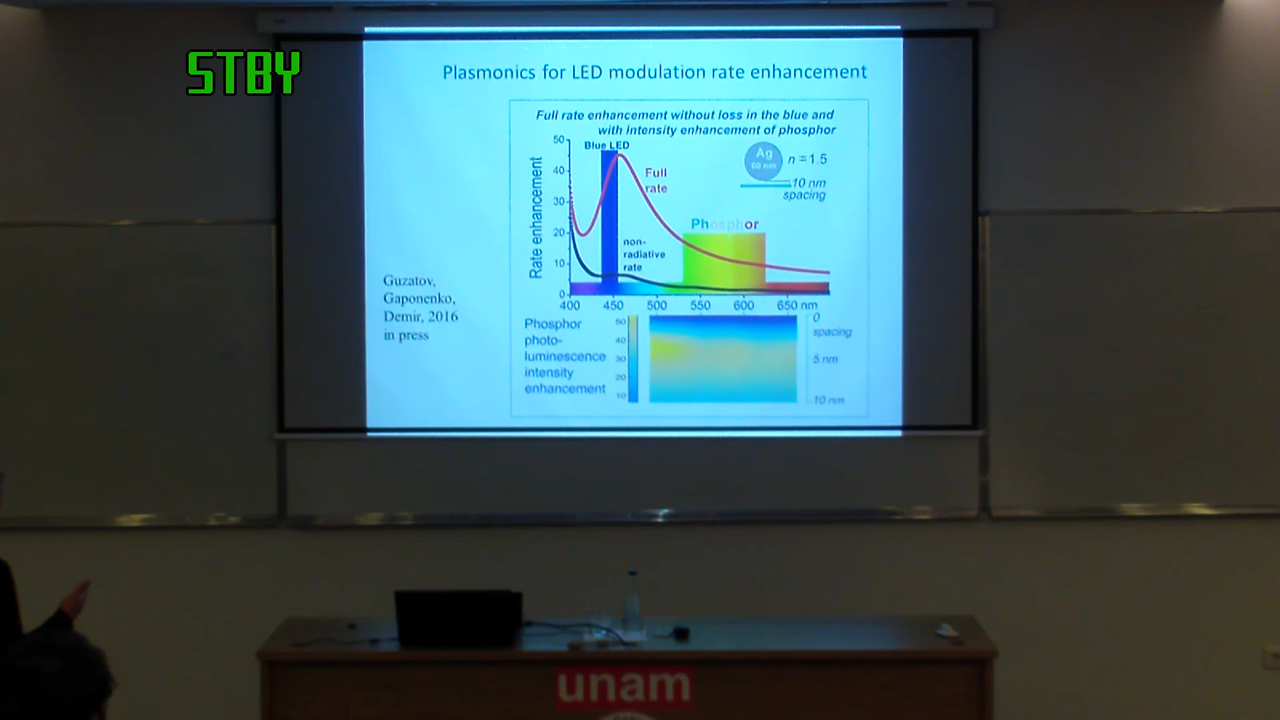 STBY
Plasmonics for LED modulation rate enhancement
Full rate enhancement without loss in the blue and
with intensity enhancement of phosphor
50
40
30
20
10
0
Rate enhancement
Blue LED
Full
rate
non-
radiative
rate
Phosphor
Ag
60 nm
n = 1.5
10 nm
spacing
400 450 500 550 600 650 nm
Guzatov,
Gaponenko,
Demir, 2016
in press
Phosphor
photo-
luminescence
intensity
enhancement
50
40
30
20
10
0
spacing
5 nm
10 nm
unam